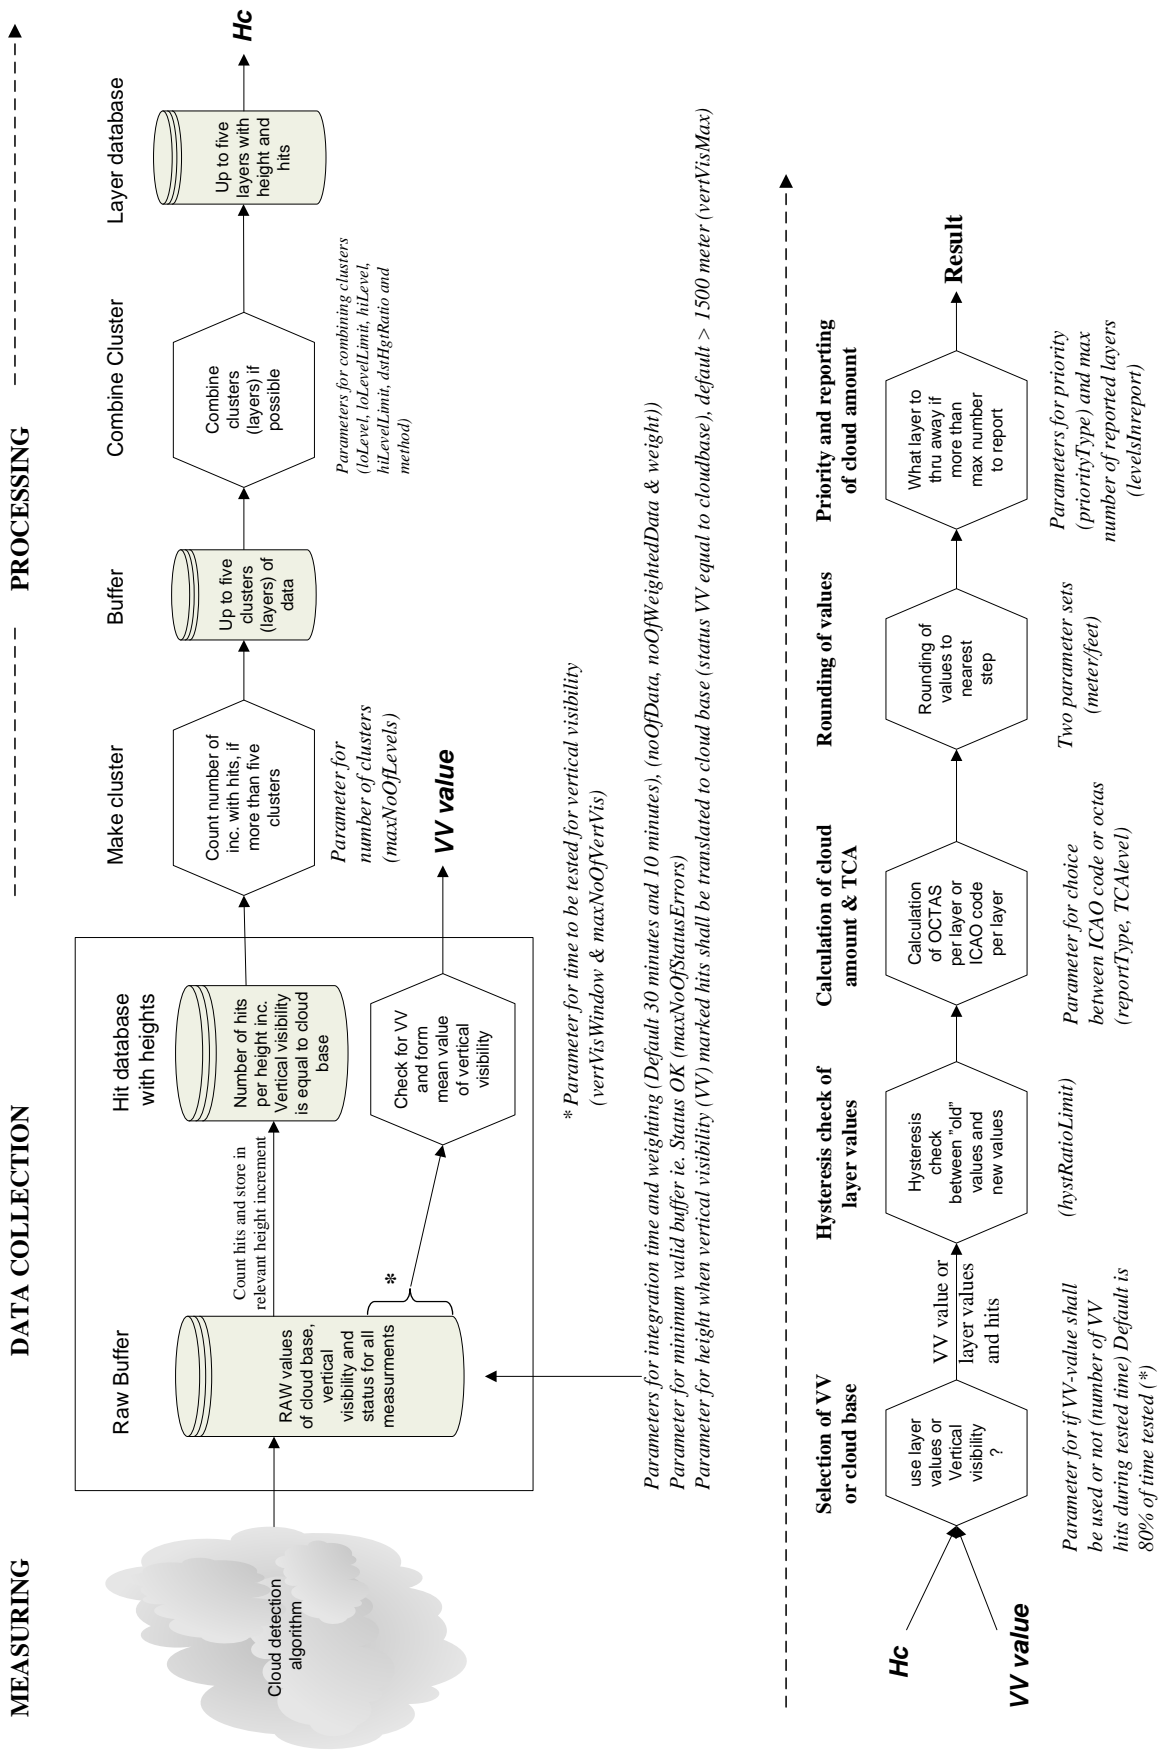 MEASURING
DATA COLLECTION
PROCESSING
Raw Buffer
Hit database
with heights
Make cluster
Buffer
Combine Cluster
Layer database
Cloud detection
algorithm
RAW values
of cloud base,
vertical
visibility and
status for all
measurments
Count hits and store in
relevant height increment
*
Number of hits
per height inc.
Vertical visibility
is equal to cloud
base
Check for VV
and form
mean value
of vertical
visibility
VV value
Count number of
inc. with hits, if
more than five
clusters
Parameter for
number of clusters
(maxNoOfLevels)
Up to five
clusters
(layers) of
data
Combine
clusters
(layers) if
possible
Parameters for combining clusters
(loLevel, loLevelLimit, hiLevel,
hiLevelLimit, dstHgtRatio and
method)
Up to five
layers with
height and
hits
Hc
* Parameter for time to be tested for vertical visibility
(vertVisWindow & maxNoOfVertVis)
Parameters for integration time and weighting (Default 30 minutes and 10 minutes), (noOfData, noOfWeightedData & weight))
Parameter for minimum valid buffer ie. Status OK (maxNoOfStatusErrors)
Parameter for height when vertical visibility (VV) marked hits shall be translated to cloud base (status VV equal to cloudbase), default > 1500 meter (vertVisMax)
Selection of VV
or cloud base
Hysteresis check of
layer values
Calculation of cloud
amount & TCA
Rounding of values
Priority and reporting
of cloud amount
Hc
VV value
use layer
values or
Vertical
visibility
?
VV value or
layer values
and hits
Hysteresis
check
between "old"
values and
new values
Calculation
of OCTAS
per layer or
ICAO code
per layer
Rounding of
values to
nearest
step
What layer to
thru away if
more than
max number
to report
Result
Parameter for if VV-value shall
be used or not (number of VV
hits during tested time) Default is
80% of time tested (*)
(hystRatioLimit)
Parameter for choice
between ICAO code or octas
(reportType, TCAlevel)
Two parameter sets
(meter/feet)
Parameters for priority
(priorityType) and max
number of reported layers
(levelsInreport)